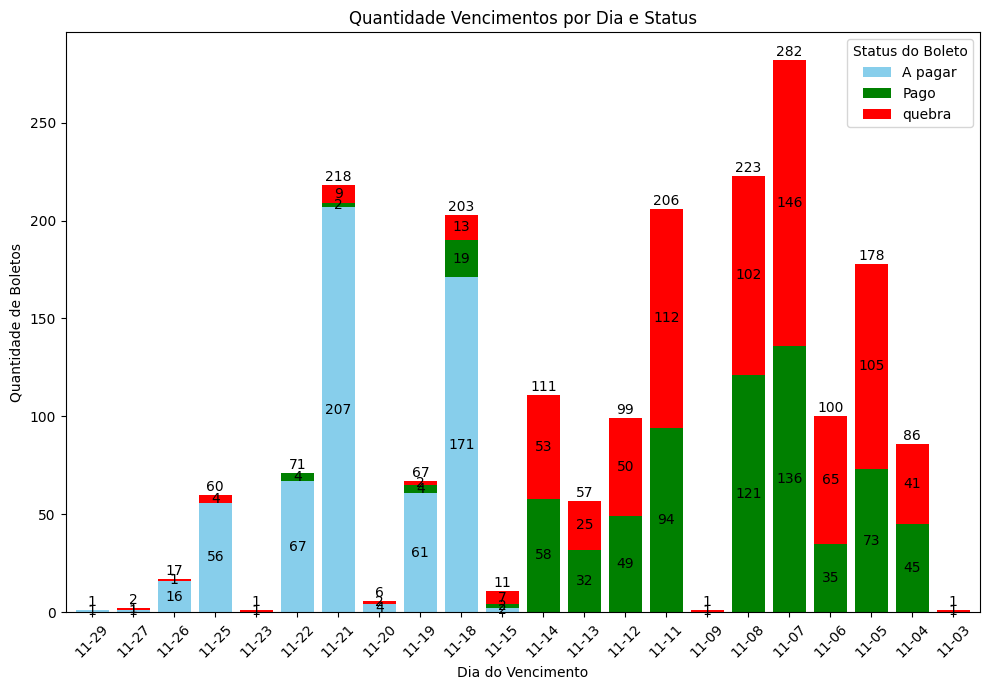 Quantidade Vencimentos por Dia e Status
Status do Boleto
A pagar
Pago
quebra
Quantidade de Boletos
250
200
150
100
50
0
1 2 17 60 1 71 218 6 67 203 11 111 57 99 206 1 223 282 100 178 86 1
9 2 207
13 19 171
1 16
4 56
4 67
2 4
2 4 61
7 2
53 58
25 32
50 49
112 94
102 121
146 136
65 35
105 73
41 45
11-29 11-27 11-26 11-25 11-23 11-22 11-21 11-20 11-19 11-18 11-15 11-14 11-13 11-12 11-11 11-09 11-08 11-07 11-06 11-05 11-04 11-03
Dia do Vencimento